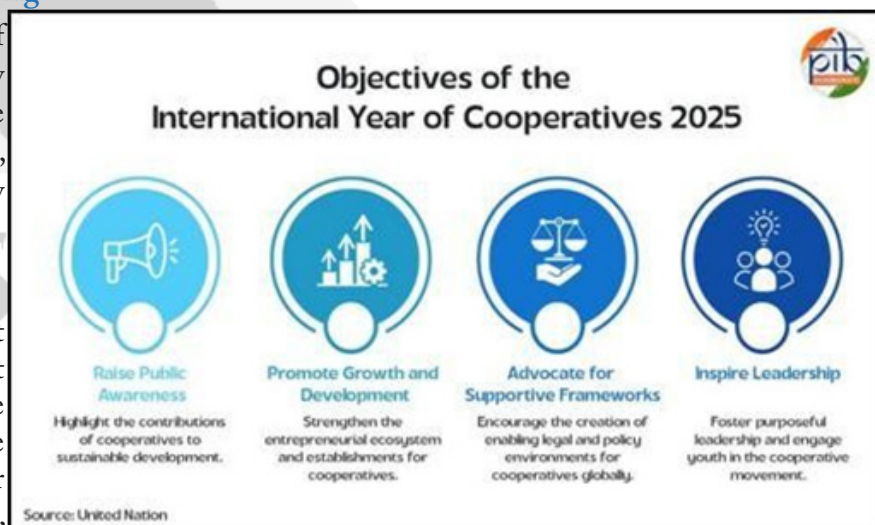 Objectives of the
International Year of Cooperatives 2025
pib
Raise Public
Awareness
Highlight the contributions
of cooperatives to
sustainable development.
Promote Growth and
Development
Strengthen the
entrepreneurial ecosystem
and establishments for
cooperatives.
Advocate for
Supportive Frameworks
Encourage the creation of
enabling legal and policy
environments for
cooperatives globally.
Inspire Leadership
Foster purposeful
leadership and engage
youth in the cooperative
movement.
Source: United Nation